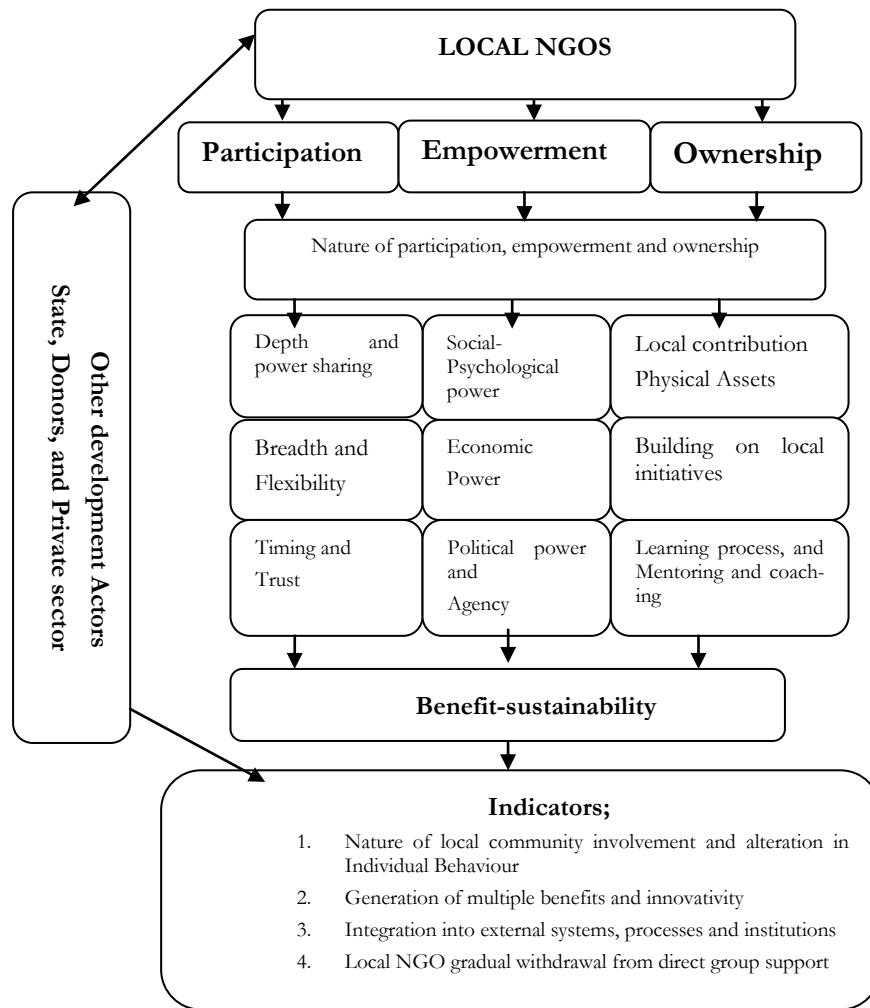 LOCAL NGOS
Participation
Empowerment
Ownership
Nature of participation, empowerment and ownership
Depth and
power sharing
Social-
Psychological
power
Local contribution
Physical Assets
Breadth and
Flexibility
Economic
Power
Building on local
initiatives
Timing and
Trust
Political power
and
Agency
Learning process, and
Mentoring and coach-
ing
Other development Actors
State, Donors, and Private sector
Benefit-sustainability
Indicators;
1. Nature of local community involvement and alteration in
Individual Behaviour
2. Generation of multiple benefits and innovativity
3. Integration into external systems, processes and institutions
4. Local NGO gradual withdrawal from direct group support